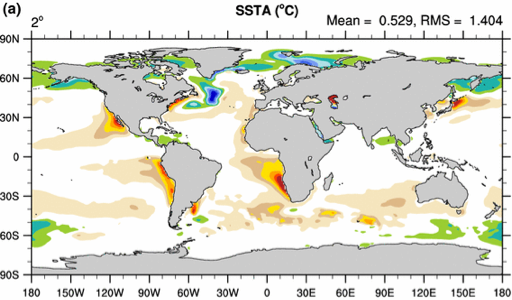 (a)
SSTA (°C)
2°
Mean = 0.529, RMS = 1.404
90N
60N
30N
0
30S
60S
90S
180 150W 120W 90W 60W 30W 0 30E 60E 90E 120E 150E 180